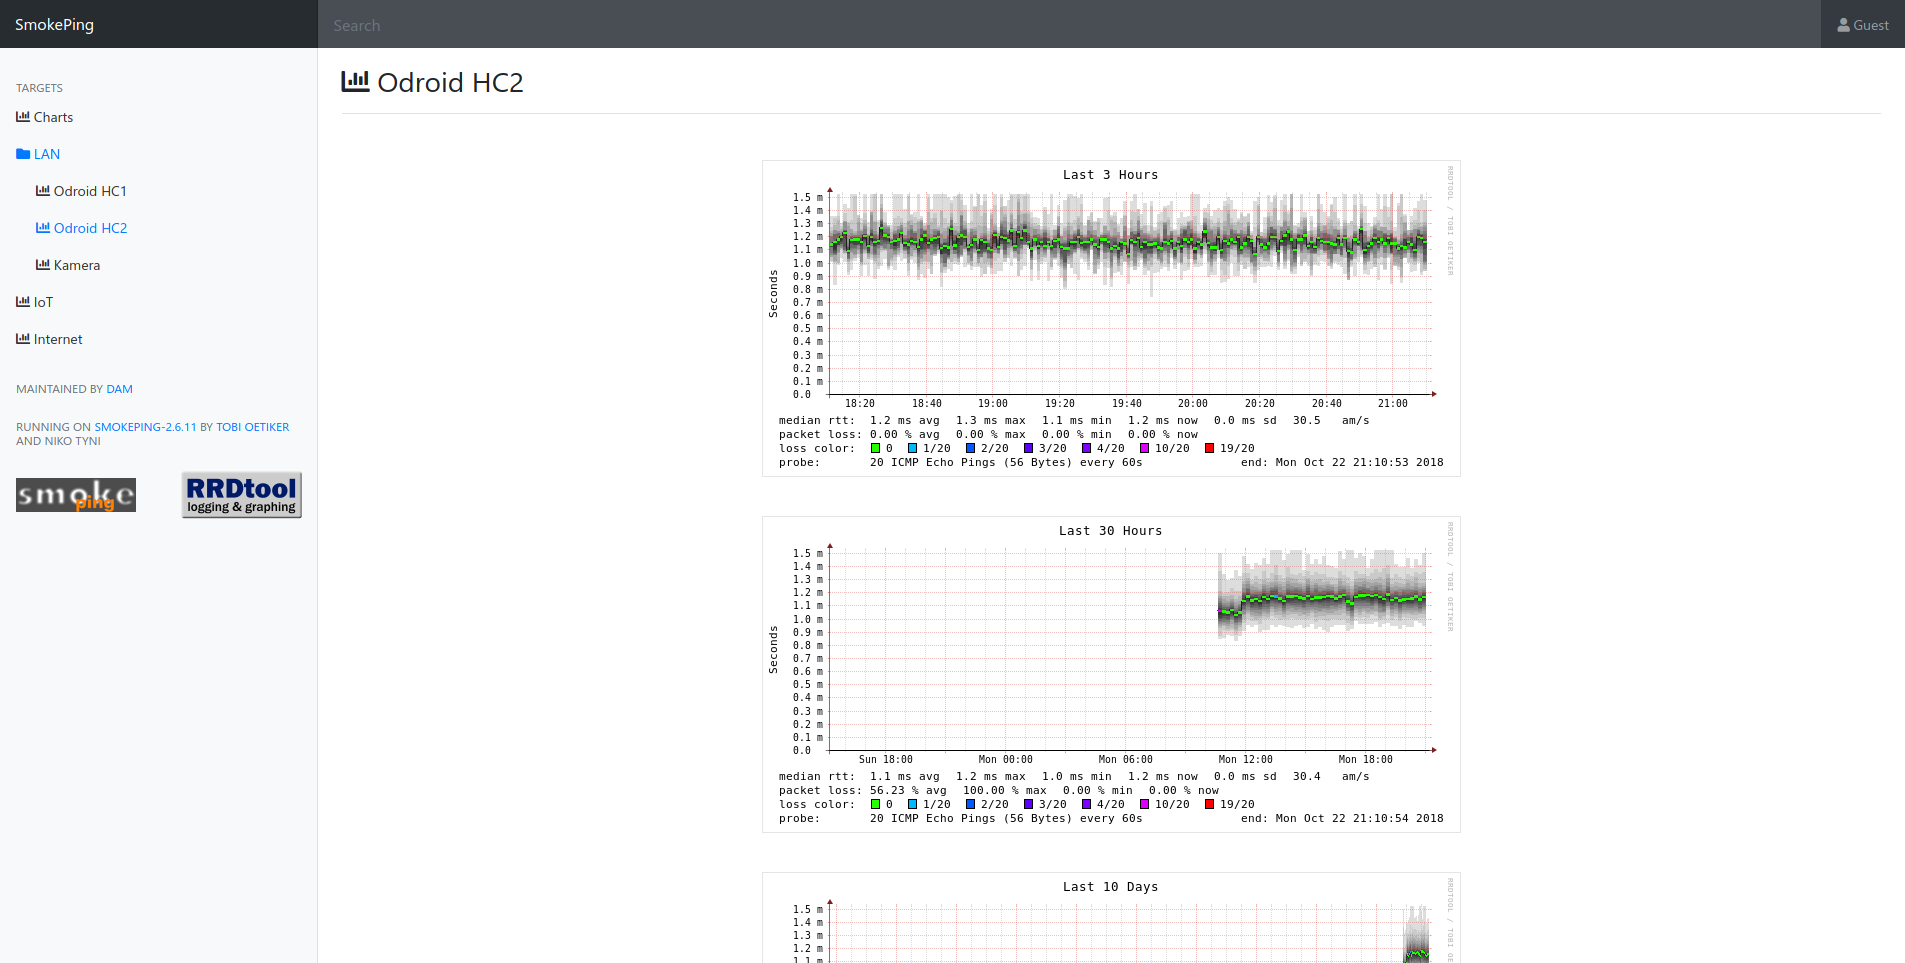 SmokePing
Search
Guest
TARGETS
Charts
LAN
Odroid HC1
Odroid HC2
Kamera
IoT
Internet
MAINTAINED BY DAM
RUNNING ON SMOKEPING-2.6.11 BY TOBI OETIKER
AND NIKO TYNI
smoke
ping
RRDtool
logging & graphing
Odroid HC2
Last 3 Hours
RRDTOOL / TOBI OETIKER
Seconds
1.5 m
1.4 m
1.3 m
1.2 m
1.1 m
1.0 m
0.9 m
0.8 m
0.7 m
0.6 m
0.5 m
0.4 m
0.3 m
0.2 m
0.1 m
0.0
18:20 18:40 19:00 19:20 19:40 20:00 20:20 20:40 21:00
median rtt: 1.2 ms avg 1.3 ms max 1.1 ms min 1.2 ms now 0.0 ms sd 30.5 am/s
packet loss: 0.00 % avg 0.00 % max 0.00 % min 0.00 % now
loss color: 0 1/20 2/20 3/20 4/20 10/20 19/20
probe: 20 ICMP Echo Pings (56 Bytes) every 60s end: Mon Oct 22 21:10:53 2018
Last 30 Hours
RRDTOOL / TOBI OETIKER
Seconds
1.5 m
1.4 m
1.3 m
1.2 m
1.1 m
1.0 m
0.9 m
0.8 m
0.7 m
0.6 m
0.5 m
0.4 m
0.3 m
0.2 m
0.1 m
0.0
Sun 18:00 Mon 00:00 Mon 06:00 Mon 12:00 Mon 18:00
median rtt: 1.1 ms avg 1.2 ms max 1.0 ms min 1.2 ms now 0.0 ms sd 30.4 am/s
packet loss: 56.23 % avg 100.00 % max 0.00 % min 0.00 % now
loss color: 0 1/20 2/20 3/20 4/20 10/20 19/20
probe: 20 ICMP Echo Pings (56 Bytes) every 60s end: Mon Oct 22 21:10:54 2018
Last 10 Days
RRDTOOL / TOBI OE
1.5 m
1.4 m
1.3 m
1.2 m
1.1 m